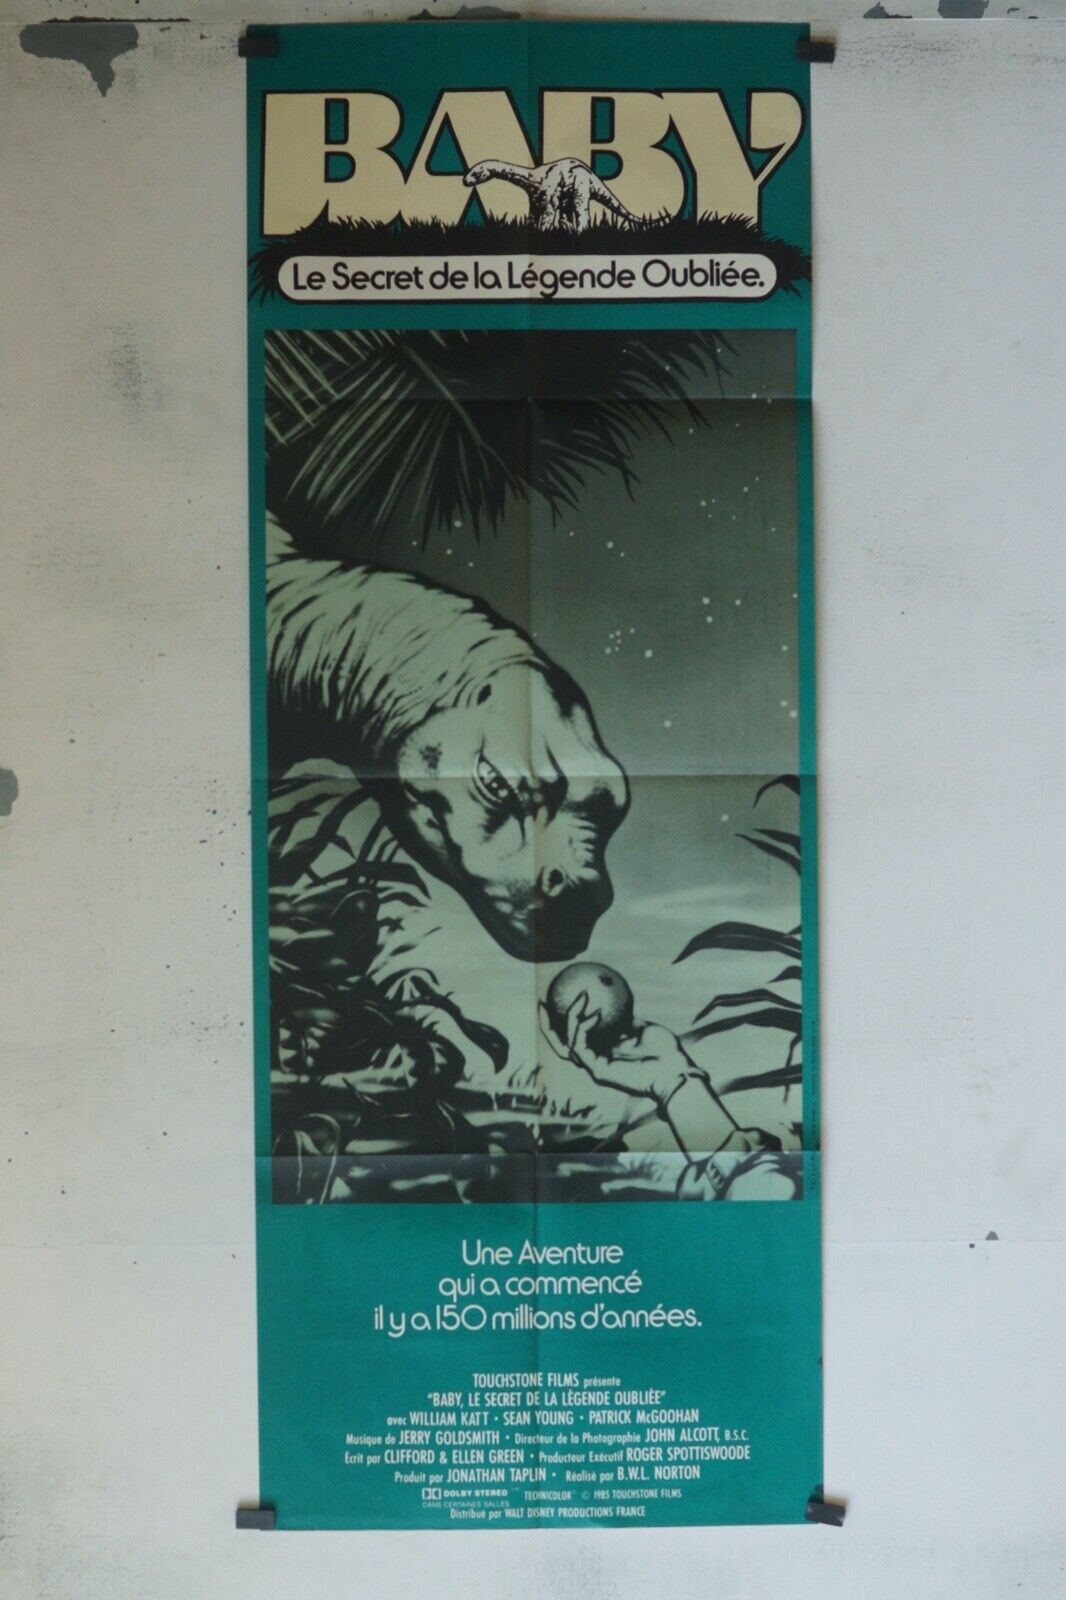 BABY
Le Secret de la Légende Oubliée.
Une Aventure
qui a commencé
il y a 150 millions d'années.
TOUCHSTONE FILMS présente
"BABY, LE SECRET DE LA LÉGENDE OUBLIÉE"
avec WILLIAM KATT · SEAN YOUNG · PATRICK McGOOHAN
Musique de JERRY GOLDSMITH · Directeur de la Photographie JOHN ALCOTT, B.S.C.
Écrit par CLIFFORD & ELLEN GREEN · Producteur Exécutif ROGER SPOTTISWOODE
Produit par JONATHAN TAPLIN · Réalisé par B.W.L. NORTON
DOLBY STEREO TECHNICOLOR © 1985 TOUCHSTONE FILMS
DANS CERTAINES SALLES
Distribué par WALT DISNEY PRODUCTIONS FRANCE